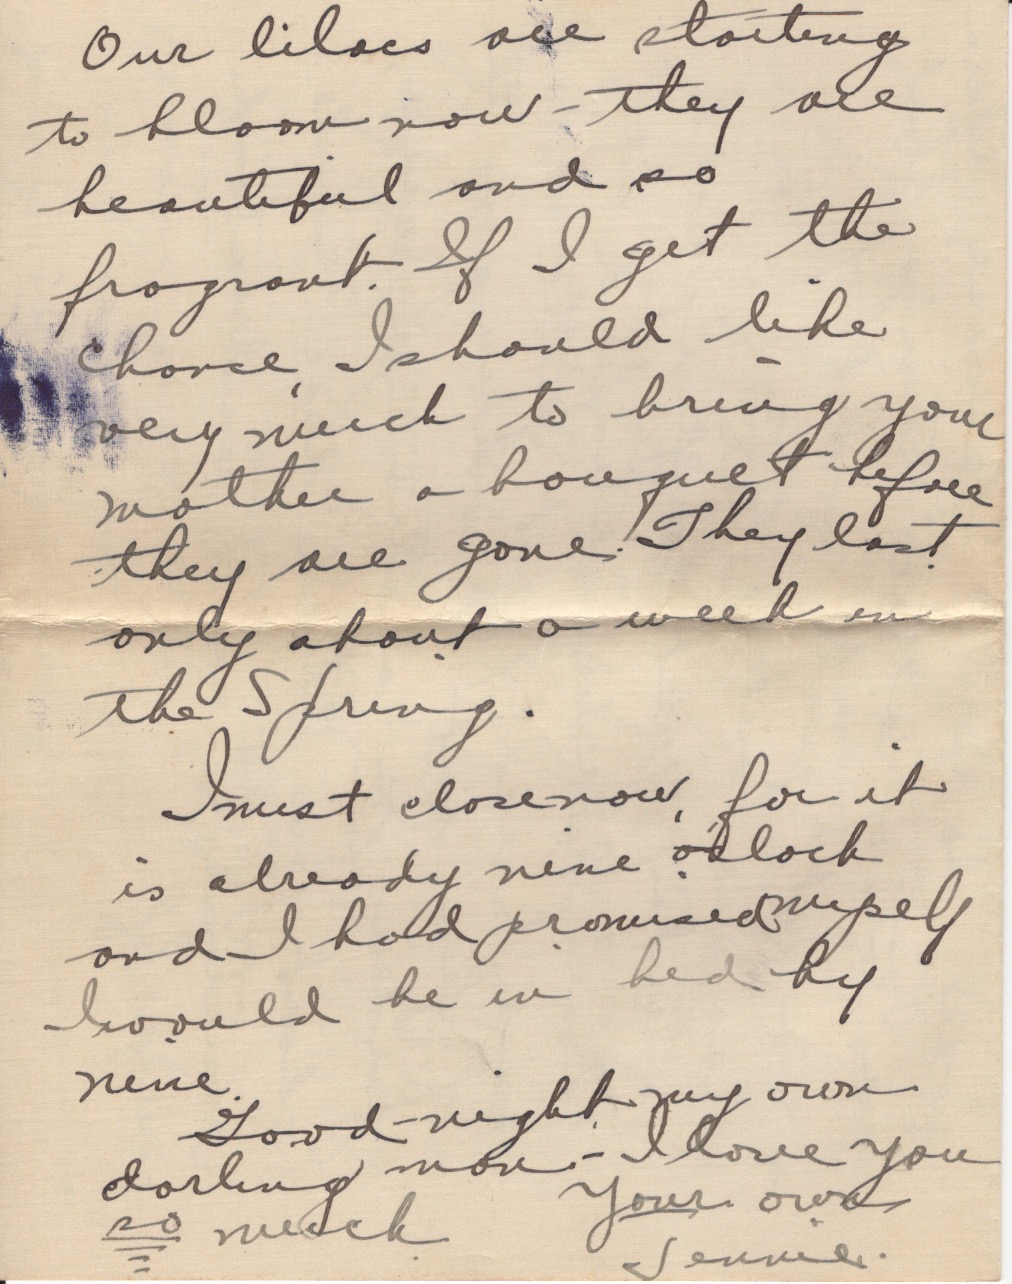 Our lilacs are starting
to bloom now - they are
beautiful and so
fragrant. If I get the
chance, I should like
very much to bring your
mother a bouquet before
they are gone. They last
only about a week in
the Spring.
I must close now, for it
is already nine o'clock
and I had promised myself
I would be in bed by
nine.
Good-night, my own
darling man - I love you
so much Your own
Jennie.